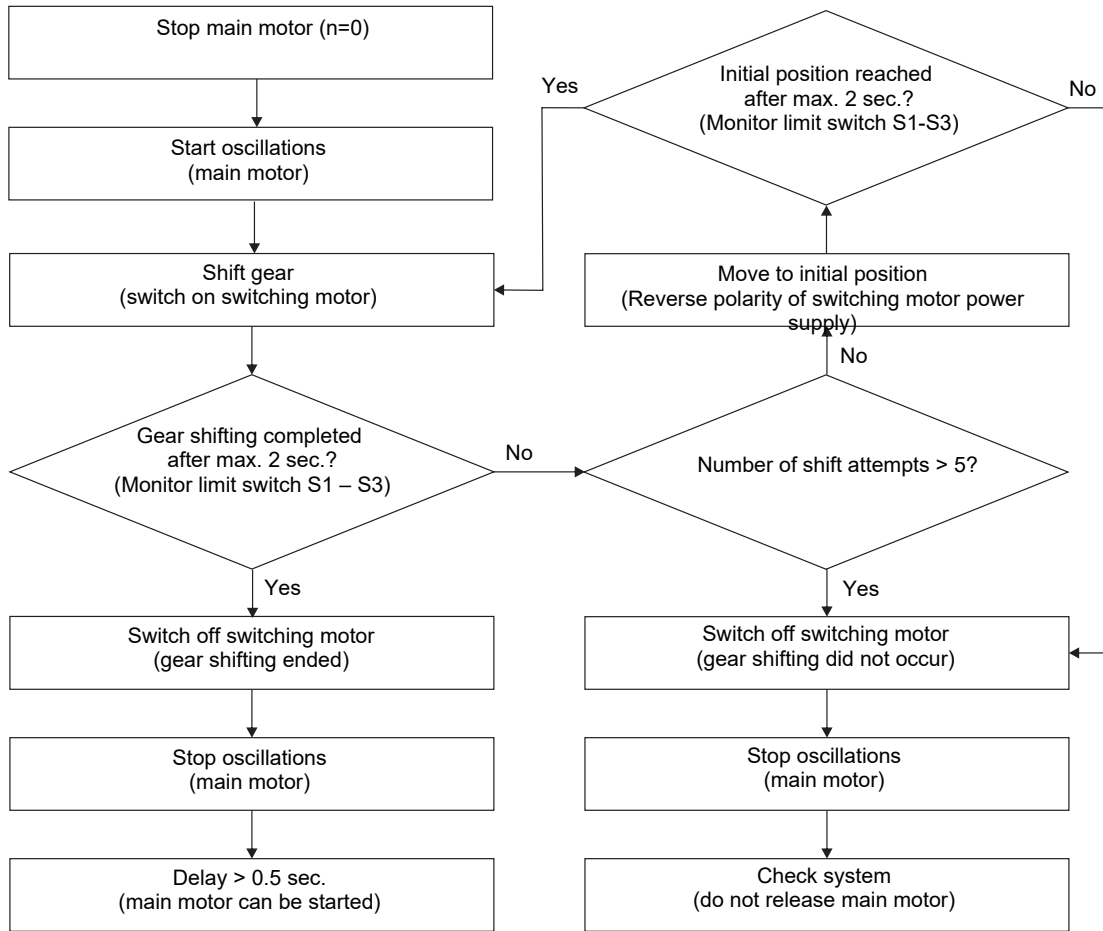 Stop main motor (n=0)
Start oscillations
(main motor)
Shift gear
(switch on switching motor)
Gear shifting completed
after max. 2 sec.?
(Monitor limit switch S1 – S3)
Yes
No
Switch off switching motor
(gear shifting ended)
Stop oscillations
(main motor)
Delay > 0.5 sec.
(main motor can be started)
Initial position reached
after max. 2 sec.?
(Monitor limit switch S1-S3)
Yes
No
Move to initial position
(Reverse polarity of switching motor power
supply)
No
Number of shift attempts > 5?
Yes
Switch off switching motor
(gear shifting did not occur)
Stop oscillations
(main motor)
Check system
(do not release main motor)